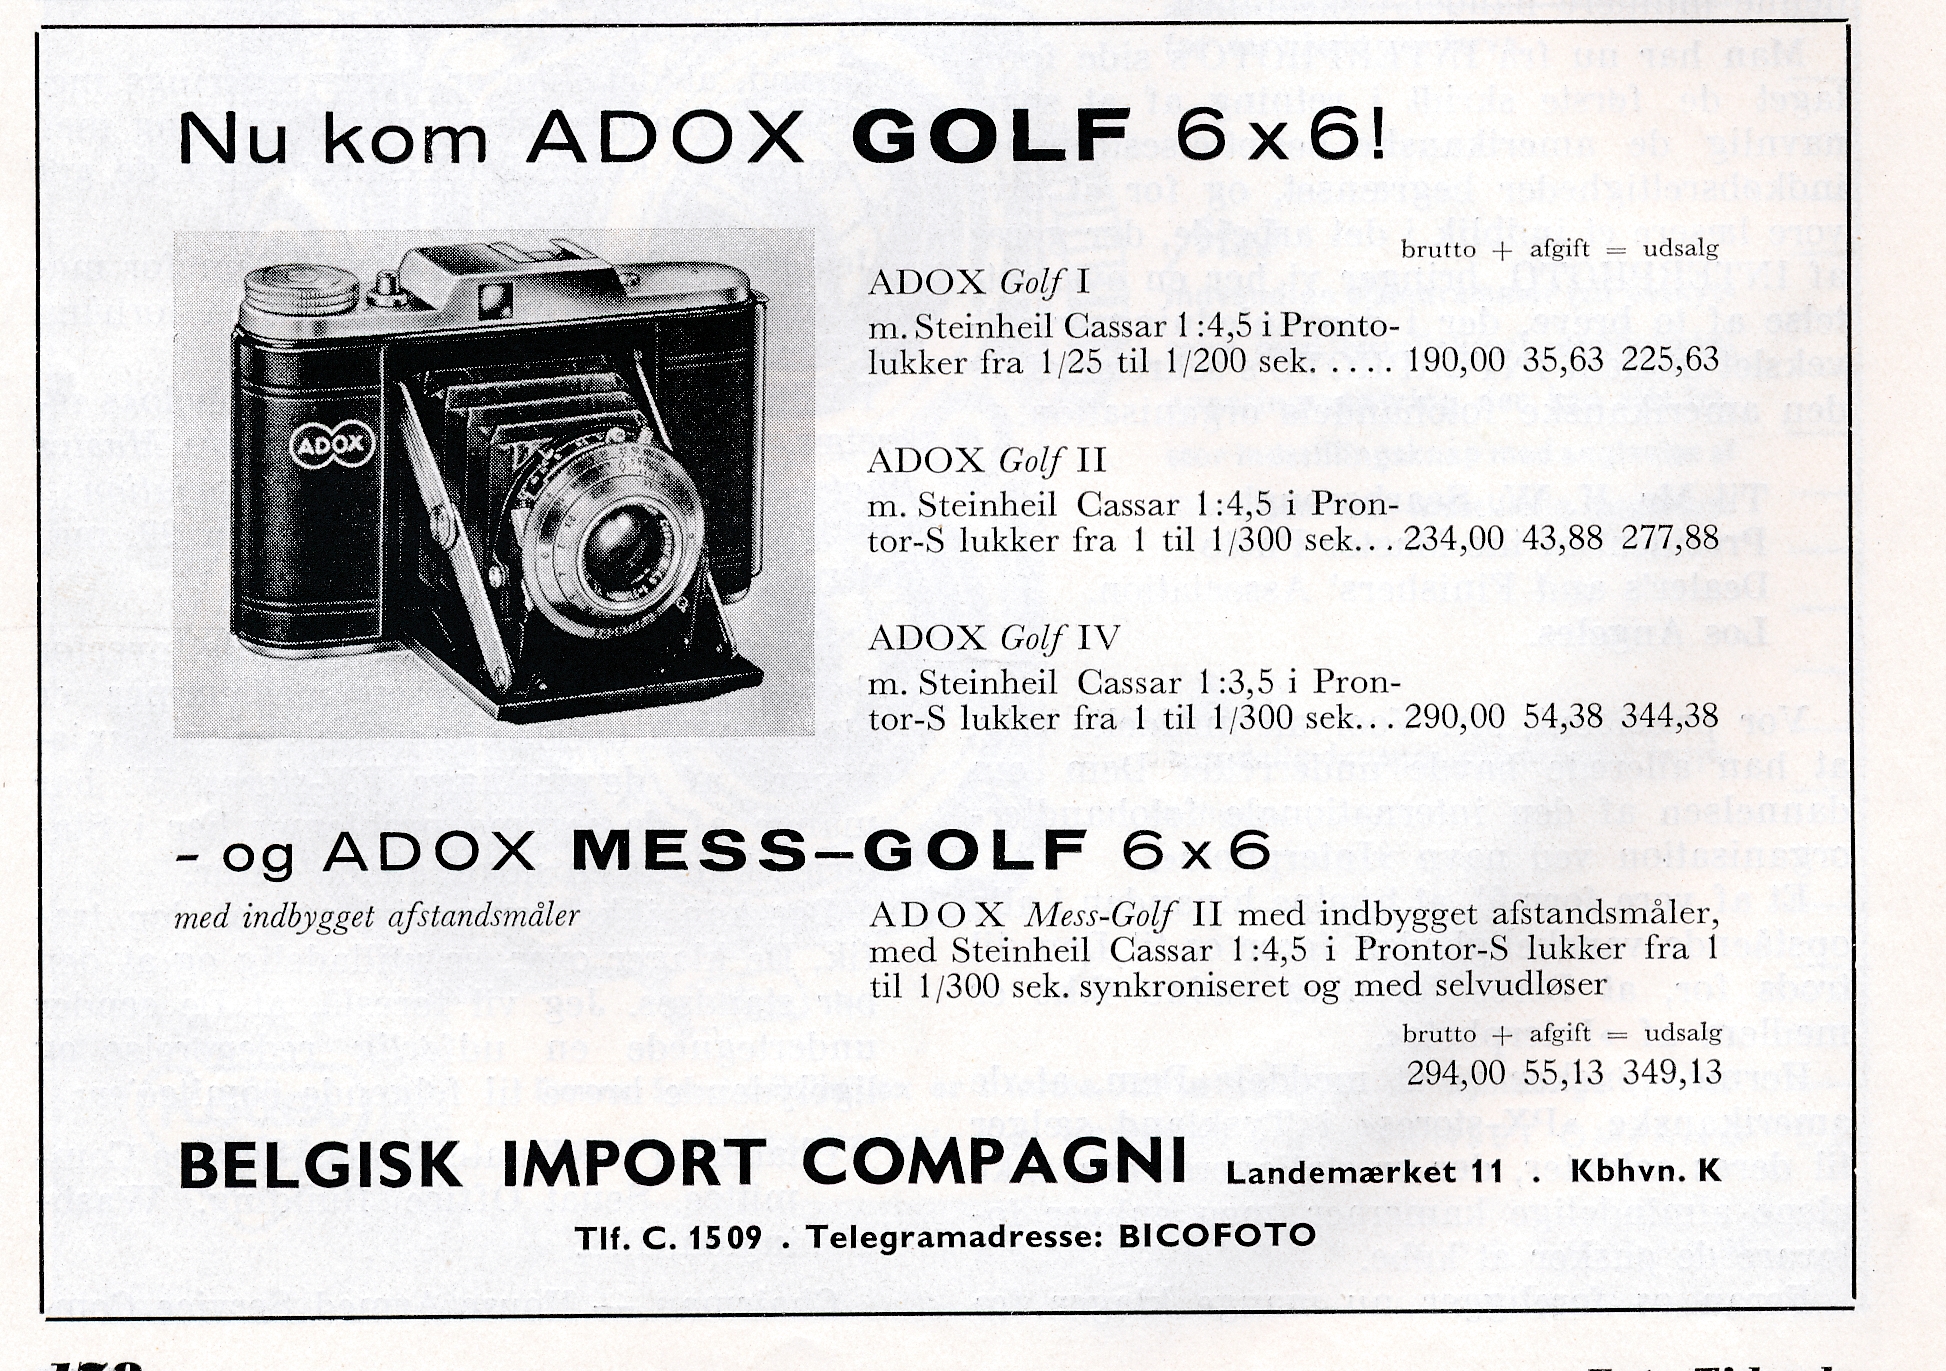 Nu kom ADOX GOLF 6x6!
ADOX
brutto + afgift = udsalg
ADOX Golf I
m. Steinheil Cassar 1:4,5 i Pronto-
lukker fra 1/25 til 1/200 sek. .... 190,00 35,63 225,63
ADOX Golf II
m. Steinheil Cassar 1:4,5 i Pron-
tor-S lukker fra 1 til 1/300 sek... 234,00 43,88 277,88
ADOX Golf IV
m. Steinheil Cassar 1:3,5 i Pron-
tor-S lukker fra 1 til 1/300 sek... 290,00 54,38 344,38
- og ADOX MESS-GOLF 6x6
med indbygget afstandsmåler
ADOX Mess-Golf II med indbygget afstandsmåler,
med Steinheil Cassar 1:4,5 i Prontor-S lukker fra 1
til 1/300 sek. synkroniseret og med selvudløser
brutto + afgift = udsalg
294,00 55,13 349,13
BELGISK IMPORT COMPAGNI Landemærket 11 . Kbhvn. K
Tlf. C. 1509 . Telegramadresse: BICOFOTO